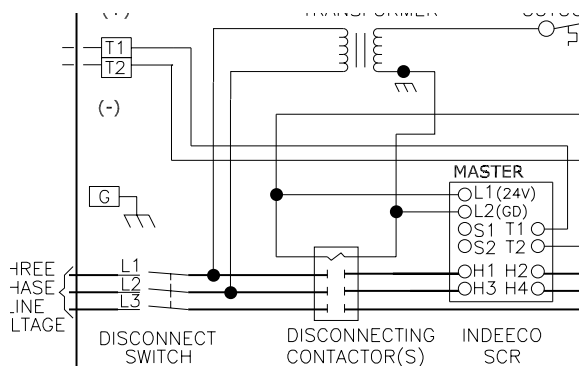 T1
T2
(-)
G
MASTER
L1(24V)
L2(GD)
S1 T1
S2 T2
H1 H2
H3 H4
L1
L2
L3
DISCONNECT
SWITCH
DISCONNECTING
CONTACTOR(S)
INDEECO
SCR